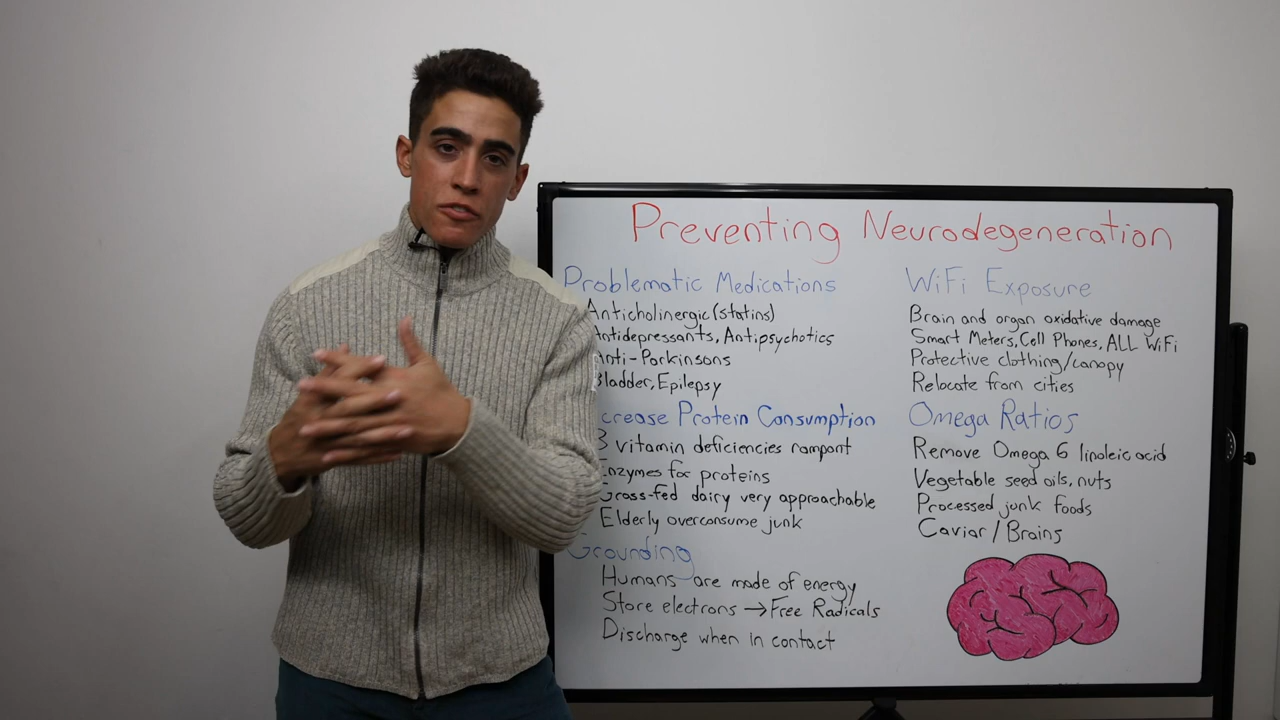 Preventing Neurodegeneration
Problematic Medications
Anticholinergic (statins)
Antidepressants, Antipsychotics
Anti-Parkinsons
Bladder, Epilepsy
crease Protein Consumption
B vitamin deficiencies rampant
Enzymes for proteins
Grass-fed dairy very approachable
Elderly overconsume junk
Grounding
Humans are made of energy
Store electrons → Free Radicals
Discharge when in contact
WiFi Exposure
Brain and organ oxidative damage
Smart Meters, Cell Phones, ALL WiFi
Protective clothing/canopy
Relocate from cities
Omega Ratios
Remove Omega 6 linoleic acid
Vegetable seed oils, nuts
Processed junk foods
Caviar/Brains